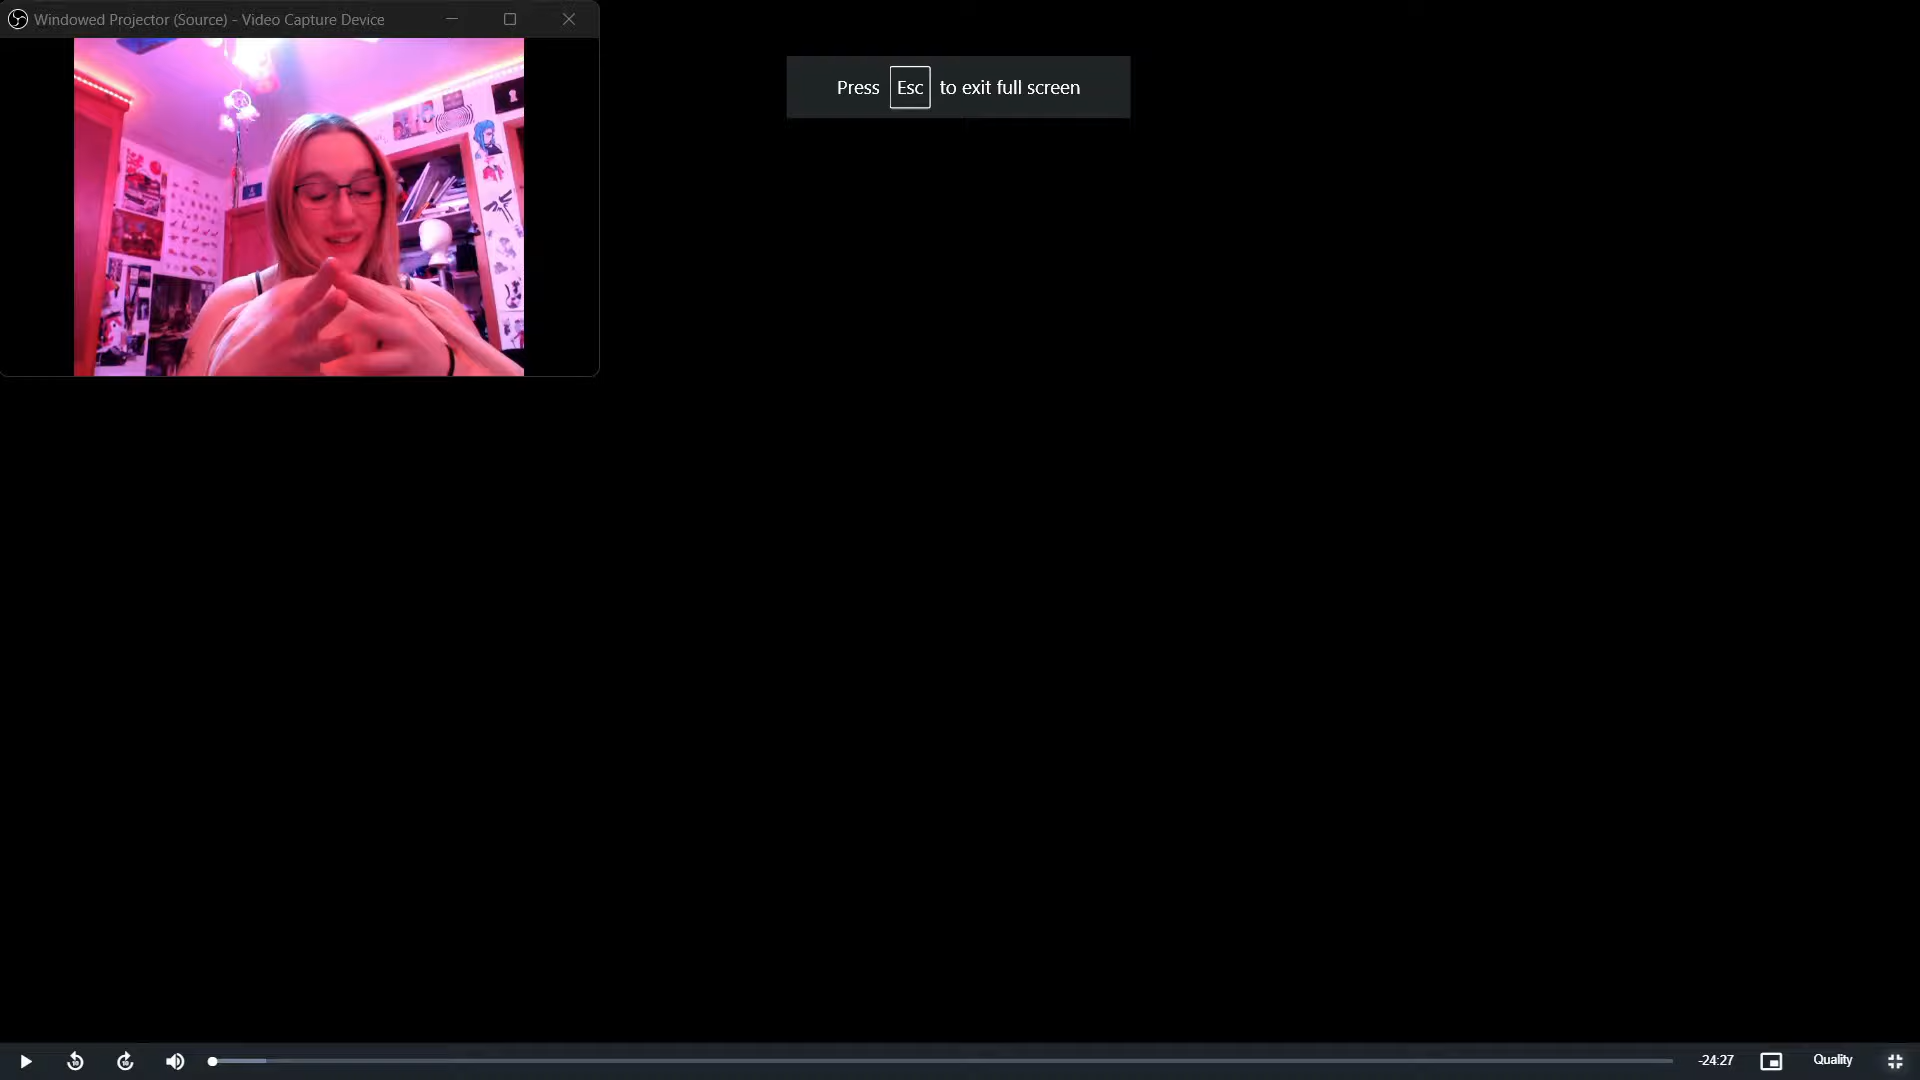 Windowed Projector (Source) - Video Capture Device
Press Esc to exit full screen
-24:27
Quality